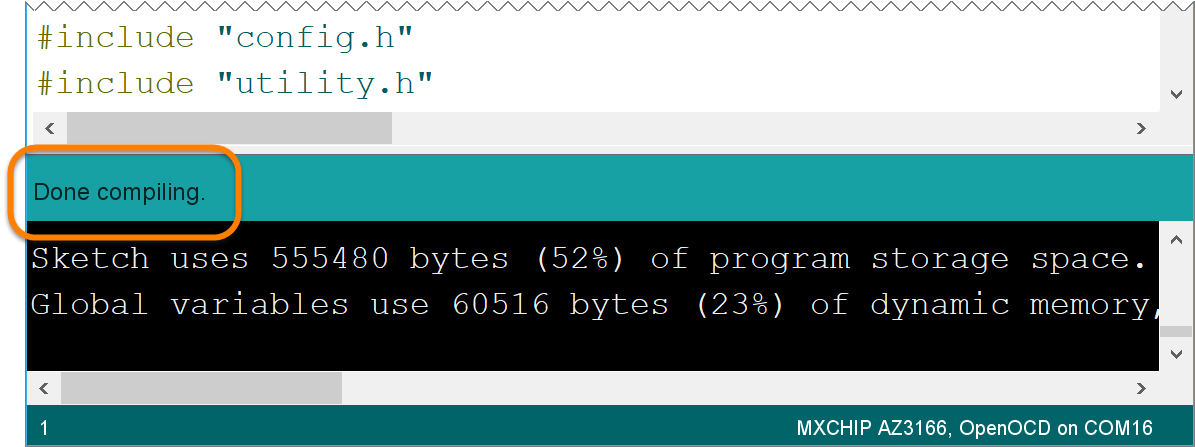 #include "config.h"
#include "utility.h"
Done compiling.
Sketch uses 555480 bytes (52%) of program storage space.
Global variables use 60516 bytes (23%) of dynamic memory,
1 MXCHIP AZ3166, OpenOCD on COM16